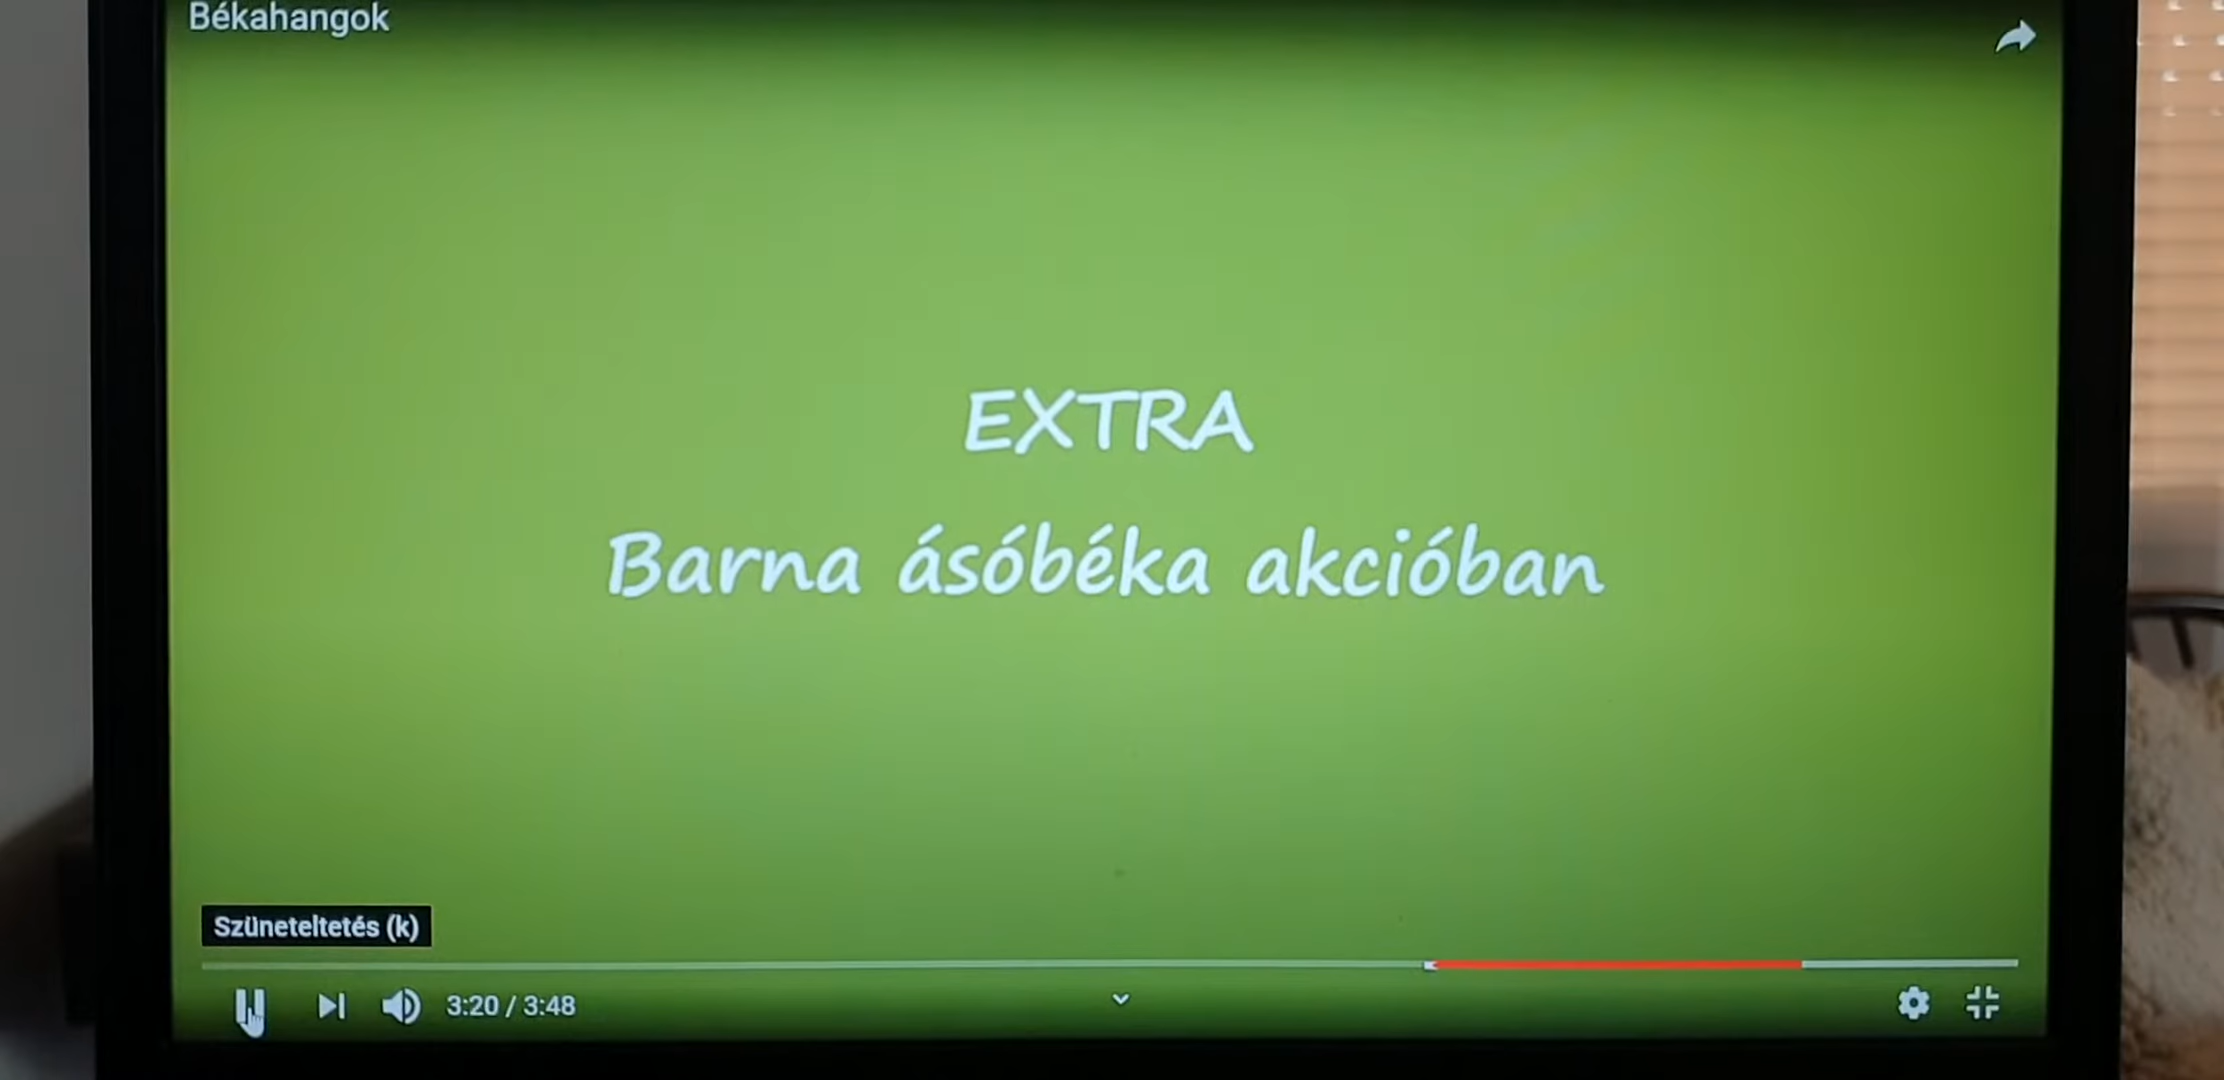 Békahangok
EXTRA
Barna ásóbéka akcióban
Szüneteltetés (k)
3:20 / 3:48